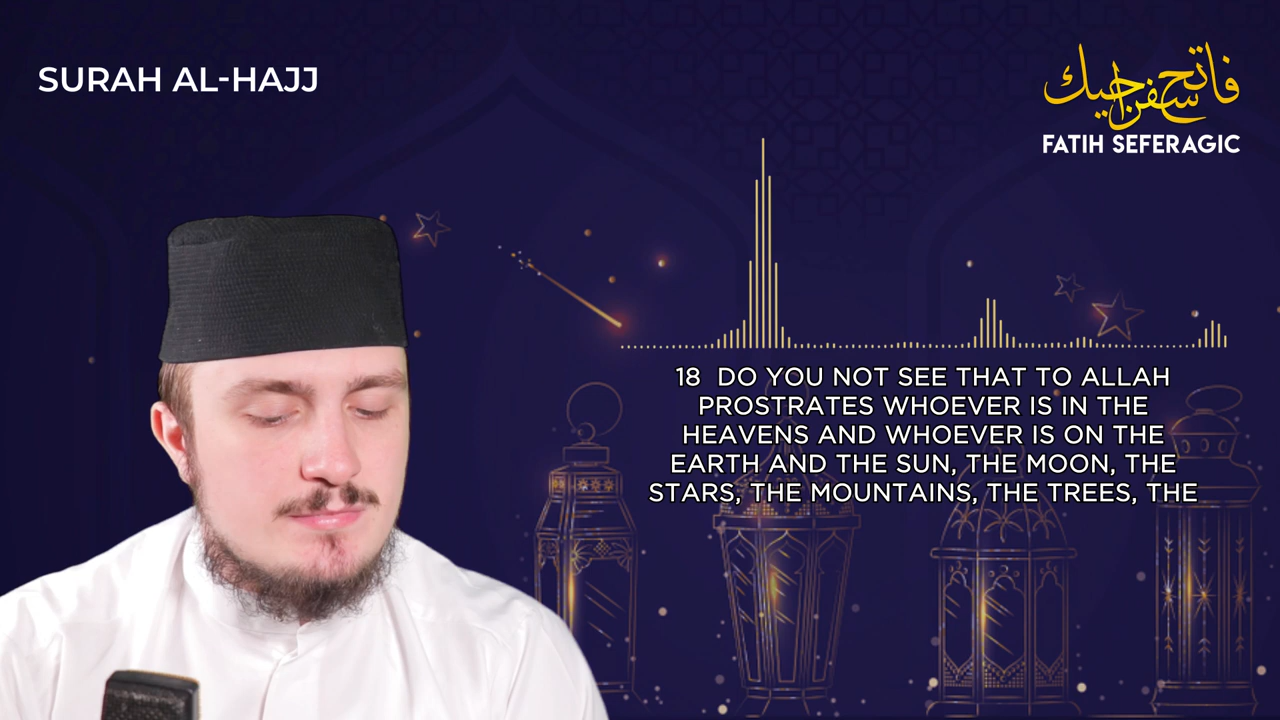 SURAH AL-HAJJ
فاتح سفراجيك
FATIH SEFERAGIC
18 DO YOU NOT SEE THAT TO ALLAH
PROSTRATES WHOEVER IS IN THE
HEAVENS AND WHOEVER IS ON THE
EARTH AND THE SUN, THE MOON, THE
STARS, THE MOUNTAINS, THE TREES, THE